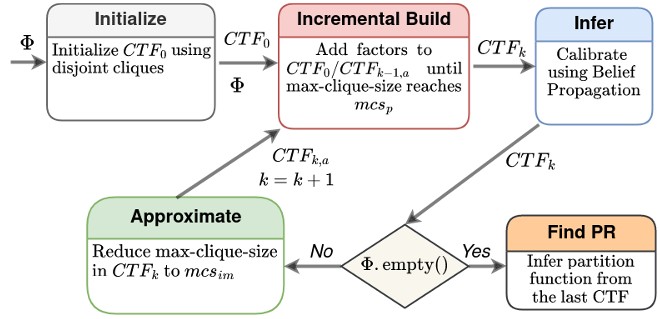 Initialize
Φ
Initialize CTF₀ using
disjoint cliques
CTF₀
Φ
Incremental Build
Add factors to
CTF₀/CTFₖ₋₁,ₐ until
max-clique-size reaches
mcsₚ
CTFₖ
Infer
Calibrate
using Belief
Propagation
CTFₖ
CTFₖ,ₐ
k = k + 1
Approximate
Reduce max-clique-size
in CTFₖ to mcsᵢₘ
No
Φ. empty()
Yes
Find PR
Infer partition
function from
the last CTF